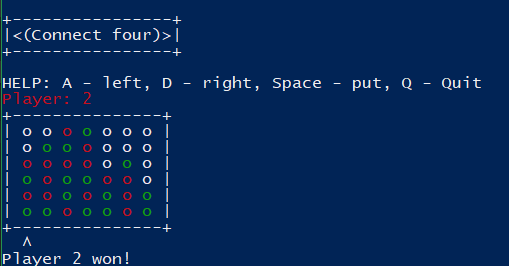 +----------------+
|<(Connect four)>|
+----------------+
HELP: A - left, D - right, Space - put, Q - Quit
Player: 2
+---------------+
| o o o o o o o |
| o o o o o o o |
| o o o o o o o |
| o o o o o o o |
| o o o o o o o |
| o o o o o o o |
+---------------+
  ^
Player 2 won!